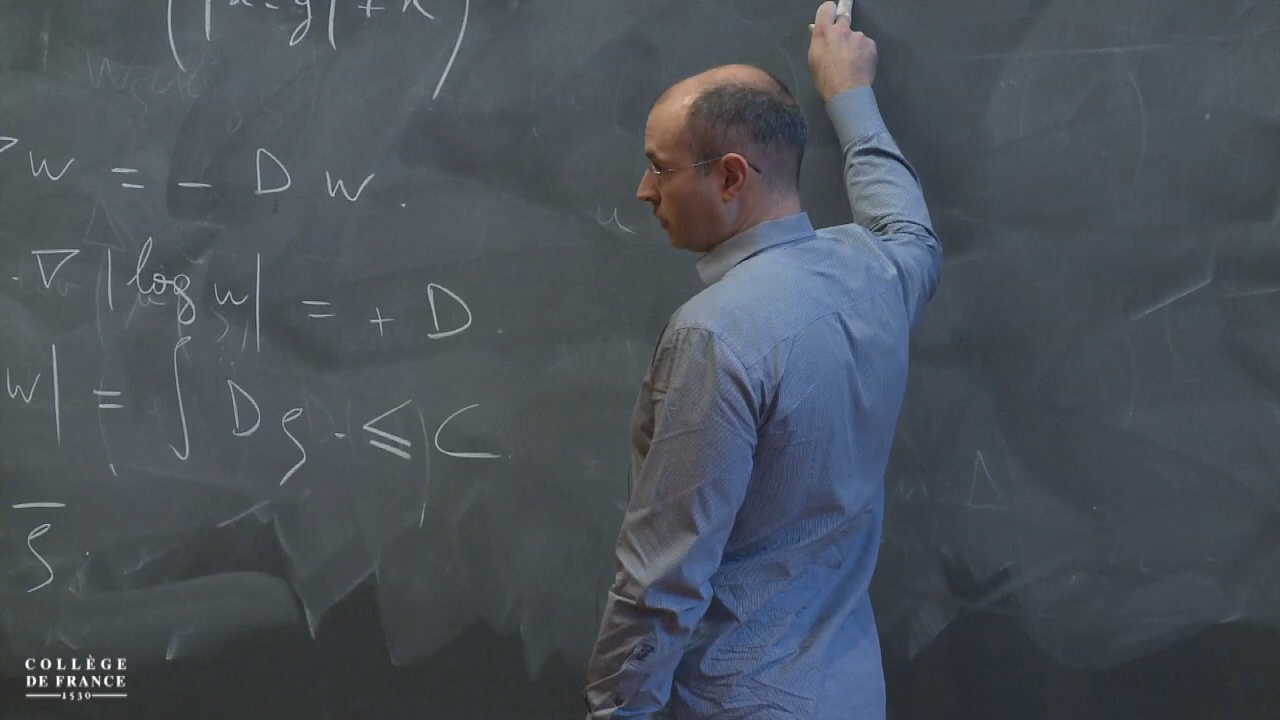 (|x-y|+h)
∇ w = - D w.
. ∇ |log w| = + D.
w| = ∫ D ρ . ≤ C.
ρ̅ .
COLLÈGE
DE FRANCE
1530